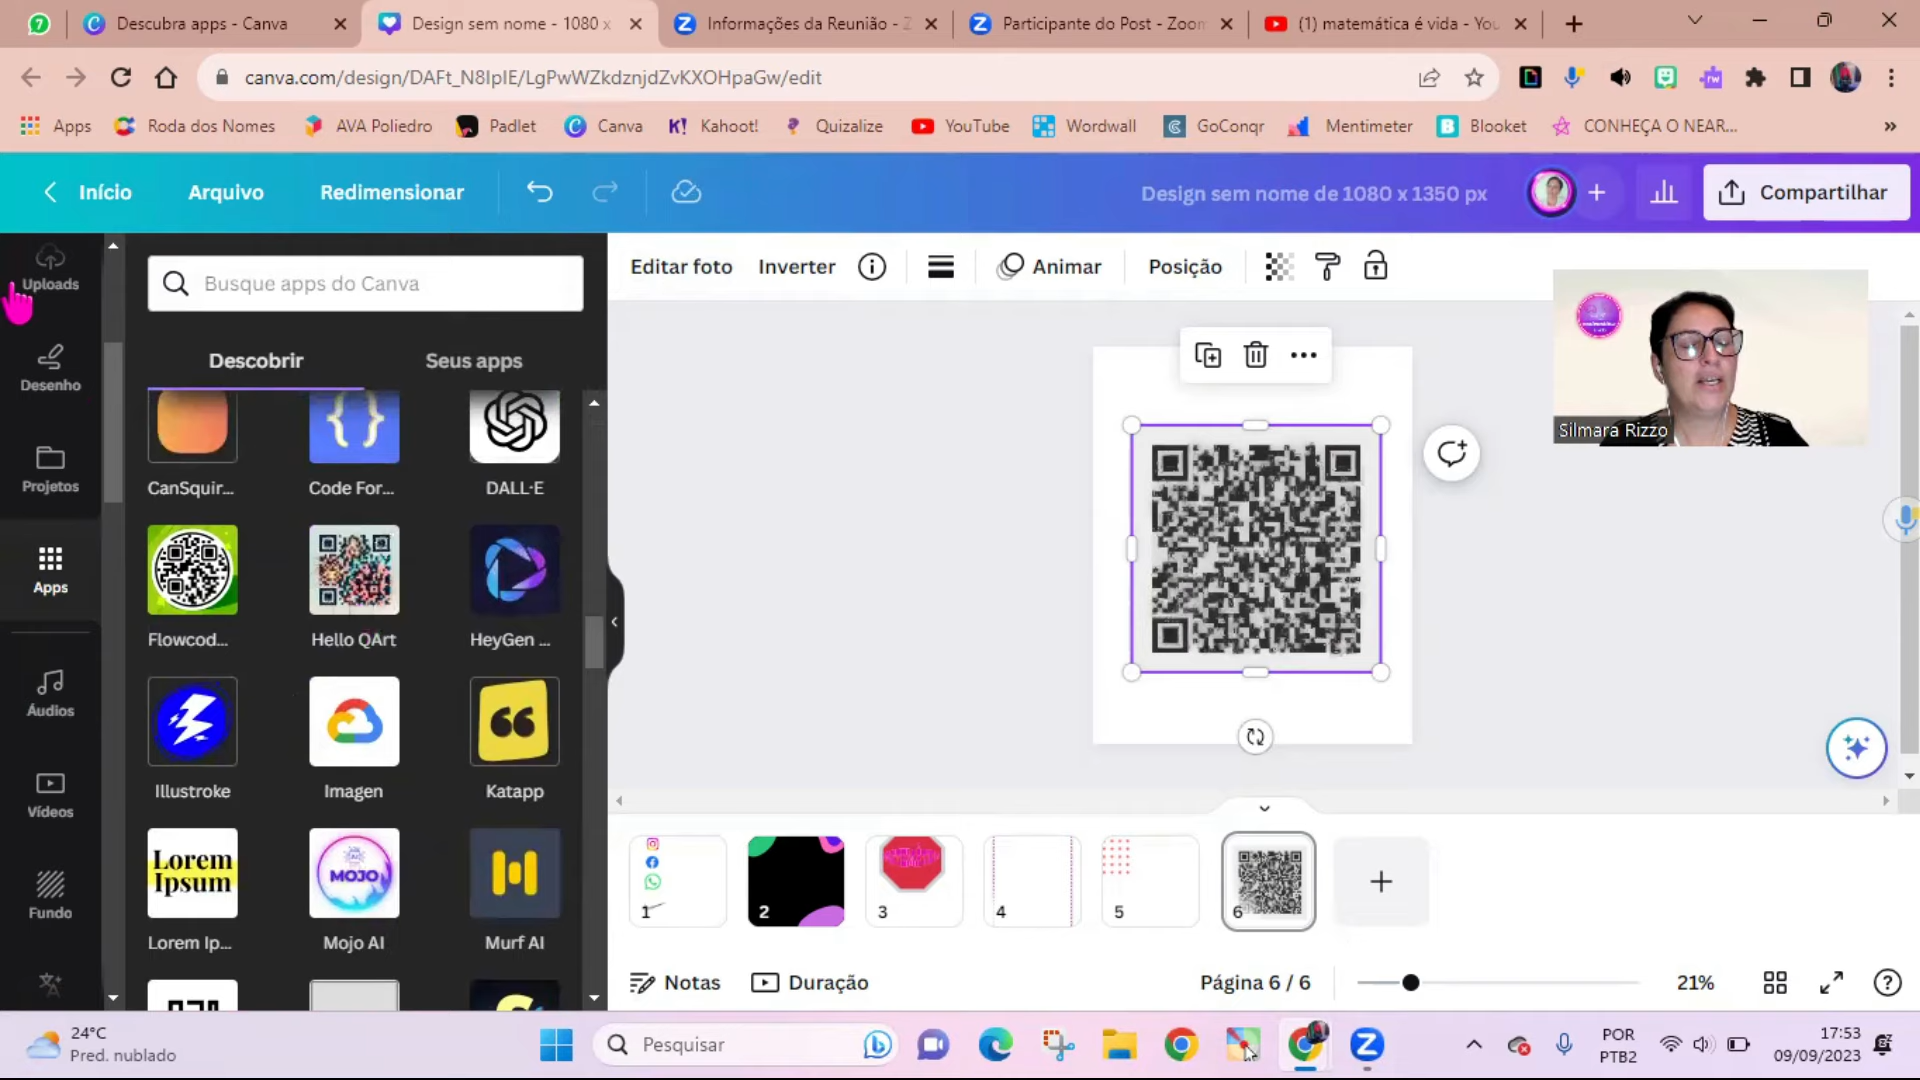 7
Descubra apps - Canva
Design sem nome - 1080 x
Informações da Reunião - Z
Participante do Post - Zoom
(1) matemática é vida - You
canva.com/design/DAFt_N8IpIE/LgPwWZkdznjdZvKXOHpaGw/edit
Apps
Roda dos Nomes
AVA Poliedro
Padlet
Canva
K! Kahoot!
Quizalize
YouTube
Wordwall
GoConqr
Mentimeter
B Blooket
CONHEÇA O NEAR...
Início
Arquivo
Redimensionar
Design sem nome de 1080 x 1350 px
Compartilhar
Uploads
Desenho
Projetos
Apps
Áudios
Vídeos
Fundo
Busque apps do Canva
Descobrir
Seus apps
CanSquir...
Code For...
DALL·E
Flowcod...
Hello QArt
HeyGen ...
Illustroke
Imagen
Katapp
Lorem
Ipsum
MOJO
Lorem Ip...
Mojo AI
Murf AI
Editar foto
Inverter
Animar
Posição
Silmara Rizzo
1
2
3
4
5
6
Notas
Duração
Página 6 / 6
21%
24°C
Pred. nublado
Pesquisar
POR
PTB2
17:53
09/09/2023